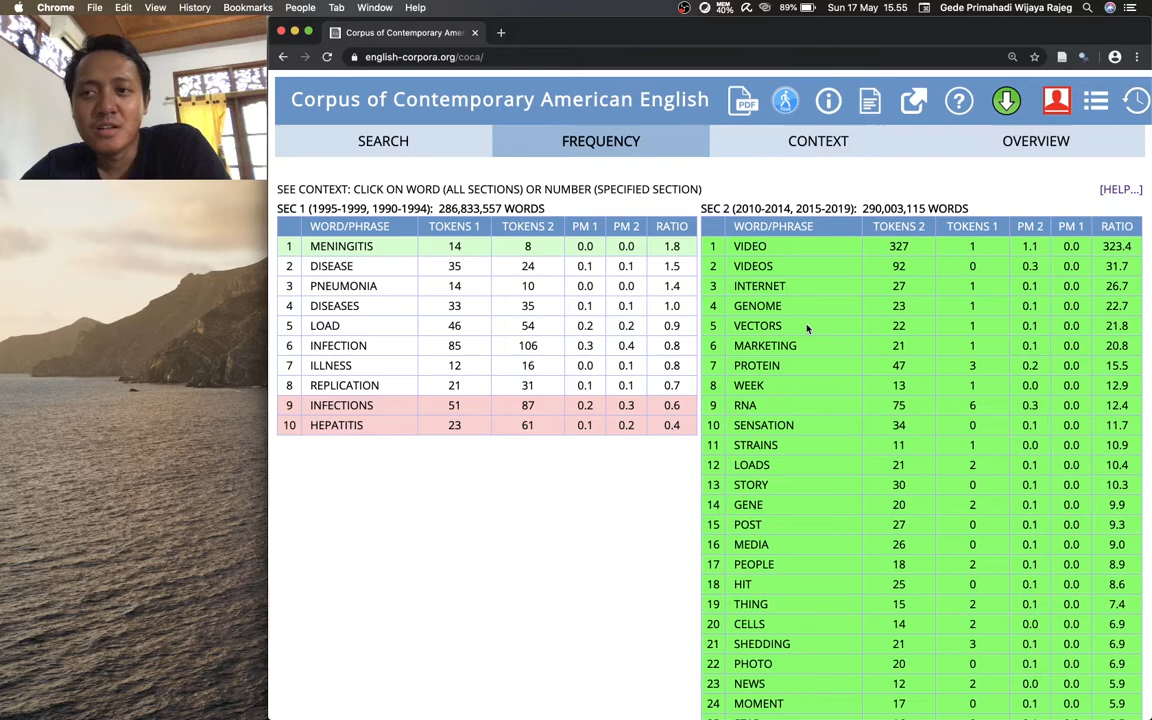 Chrome File Edit View History Bookmarks People Tab Window Help MEM 40% 89% Sun 17 May 15.55 Gede Primahadi Wijaya Rajeg
Corpus of Contemporary Amer
english-corpora.org/coca/
Corpus of Contemporary American English PDF
SEARCH FREQUENCY CONTEXT OVERVIEW
SEE CONTEXT: CLICK ON WORD (ALL SECTIONS) OR NUMBER (SPECIFIED SECTION) [HELP...]
SEC 1 (1995-1999, 1990-1994): 286,833,557 WORDS
WORD/PHRASE TOKENS 1 TOKENS 2 PM 1 PM 2 RATIO
1 MENINGITIS 14 8 0.0 0.0 1.8
2 DISEASE 35 24 0.1 0.1 1.5
3 PNEUMONIA 14 10 0.0 0.0 1.4
4 DISEASES 33 35 0.1 0.1 1.0
5 LOAD 46 54 0.2 0.2 0.9
6 INFECTION 85 106 0.3 0.4 0.8
7 ILLNESS 12 16 0.0 0.1 0.8
8 REPLICATION 21 31 0.1 0.1 0.7
9 INFECTIONS 51 87 0.2 0.3 0.6
10 HEPATITIS 23 61 0.1 0.2 0.4
SEC 2 (2010-2014, 2015-2019): 290,003,115 WORDS
WORD/PHRASE TOKENS 2 TOKENS 1 PM 2 PM 1 RATIO
1 VIDEO 327 1 1.1 0.0 323.4
2 VIDEOS 92 0 0.3 0.0 31.7
3 INTERNET 27 1 0.1 0.0 26.7
4 GENOME 23 1 0.1 0.0 22.7
5 VECTORS 22 1 0.1 0.0 21.8
6 MARKETING 21 1 0.1 0.0 20.8
7 PROTEIN 47 3 0.2 0.0 15.5
8 WEEK 13 1 0.0 0.0 12.9
9 RNA 75 6 0.3 0.0 12.4
10 SENSATION 34 0 0.1 0.0 11.7
11 STRAINS 11 1 0.0 0.0 10.9
12 LOADS 21 2 0.1 0.0 10.4
13 STORY 30 0 0.1 0.0 10.3
14 GENE 20 2 0.1 0.0 9.9
15 POST 27 0 0.1 0.0 9.3
16 MEDIA 26 0 0.1 0.0 9.0
17 PEOPLE 18 2 0.1 0.0 8.9
18 HIT 25 0 0.1 0.0 8.6
19 THING 15 2 0.1 0.0 7.4
20 CELLS 14 2 0.0 0.0 6.9
21 SHEDDING 21 3 0.1 0.0 6.9
22 PHOTO 20 0 0.1 0.0 6.9
23 NEWS 12 2 0.0 0.0 5.9
24 MOMENT 17 0 0.1 0.0 5.9